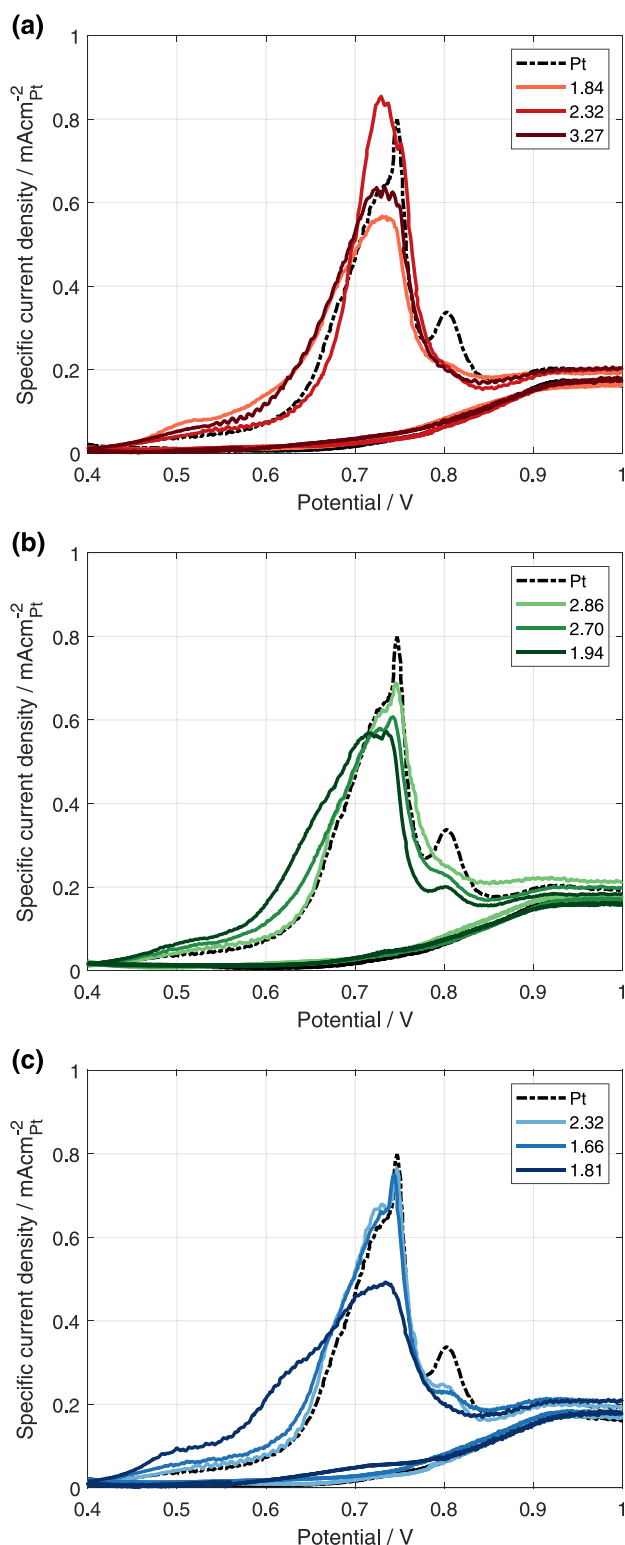 (a)
1
0.8
0.6
0.4
0.2
0
0.4 0.5 0.6 0.7 0.8 0.9 1
Specific current density / mAcm⁻²Pt
Potential / V
Pt
1.84
2.32
3.27
(b)
1
0.8
0.6
0.4
0.2
0
0.4 0.5 0.6 0.7 0.8 0.9 1
Specific current density / mAcm⁻²Pt
Potential / V
Pt
2.86
2.70
1.94
(c)
1
0.8
0.6
0.4
0.2
0
0.4 0.5 0.6 0.7 0.8 0.9 1
Specific current density / mAcm⁻²Pt
Potential / V
Pt
2.32
1.66
1.81